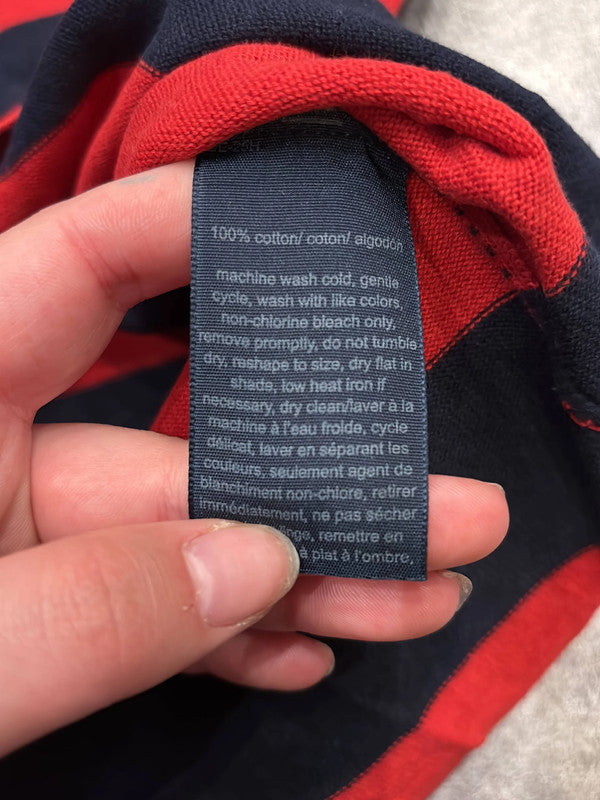 100% cotton/ coton/ algodon
machine wash cold, gentle
cycle, wash with like colors,
non-chlorine bleach only,
remove promptly, do not tumble
dry, reshape to size, dry flat in
shade, low heat iron if
necessary, dry clean/laver à la
machine à l'eau froide, cycle
délicat, laver en séparant les
couleurs, seulement agent de
blanchiment non-chlore, retirer
immédiatement, ne pas sécher
remettre en
à plat à l'ombre,